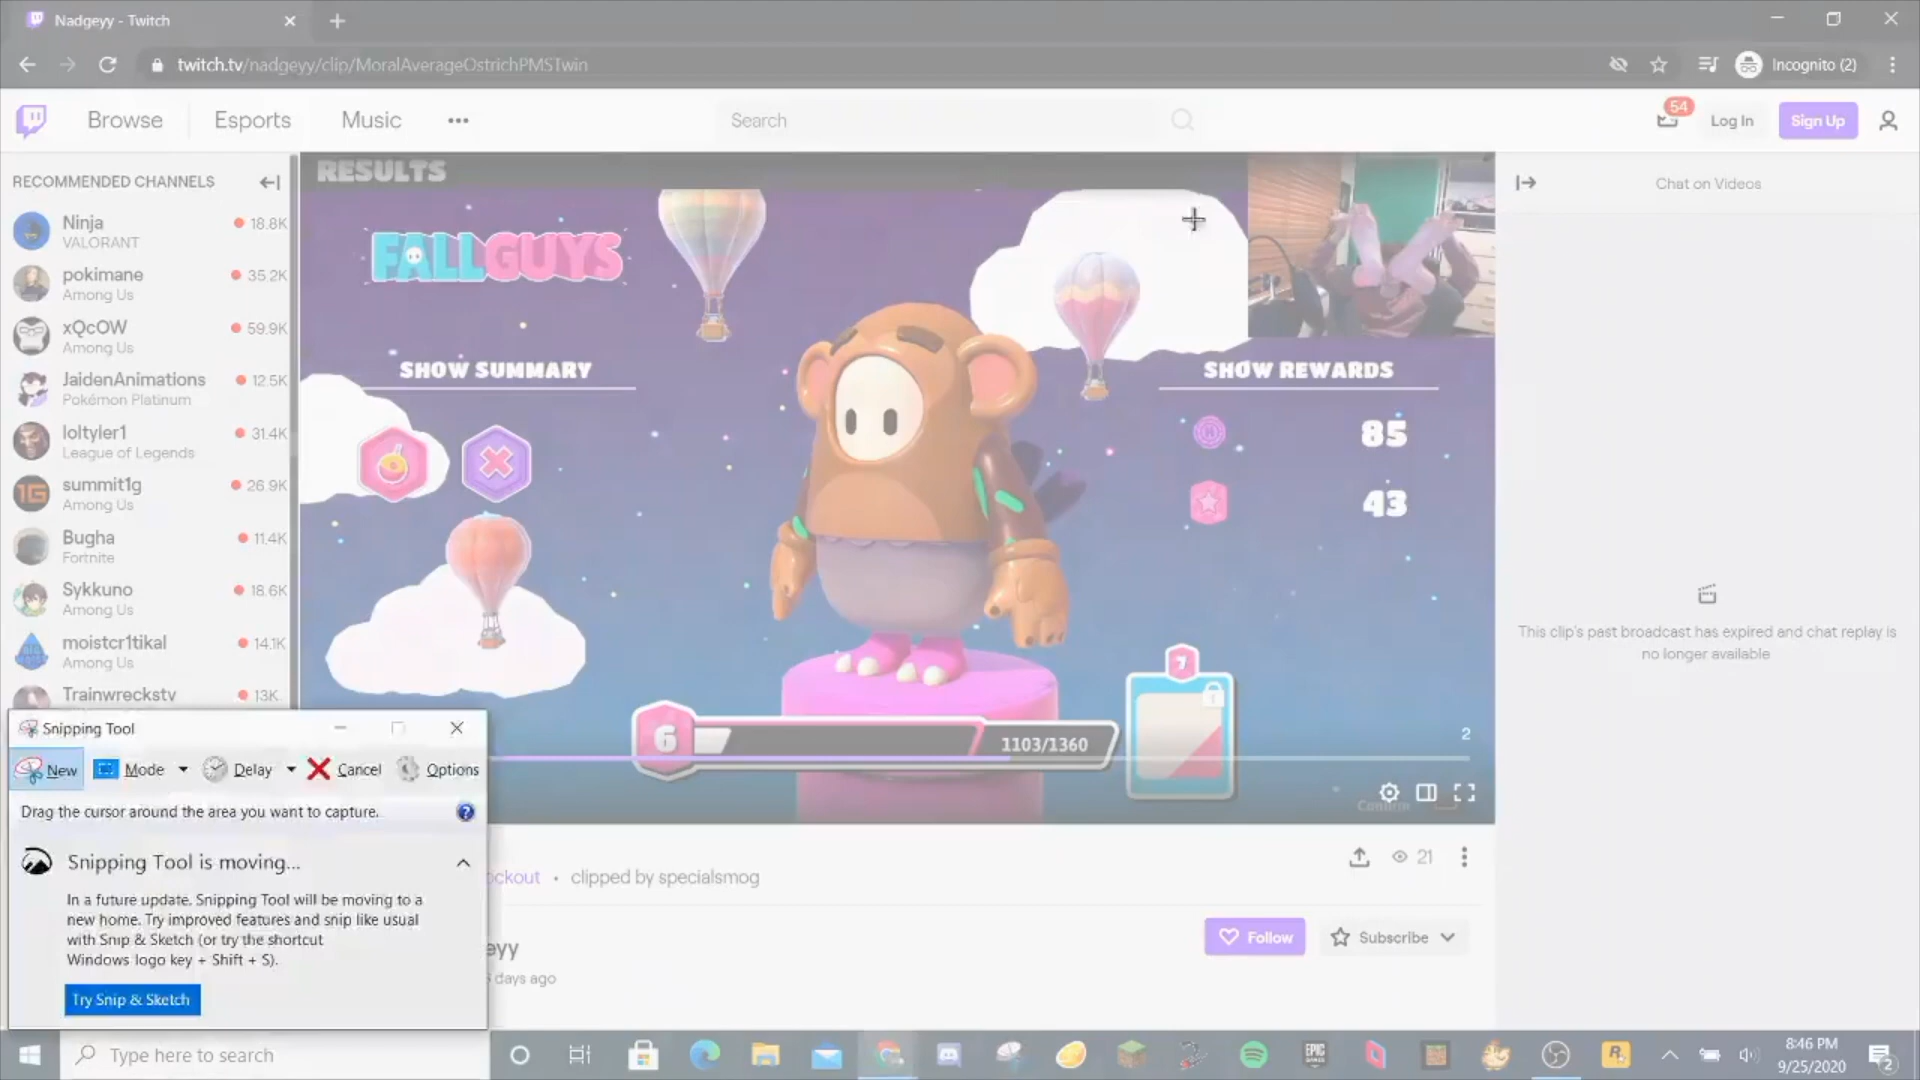 Nadgeyy - Twitch
twitch.tv/nadgeyy/clip/MoralAverageOstrichPMSTwin
Incognito (2)
Browse
Esports
Music
Search
54
Log In
Sign Up
RECOMMENDED CHANNELS
Ninja
18.8K
VALORANT
pokimane
35.2K
Among Us
xQcOW
59.9K
Among Us
JaidenAnimations
12.5K
Pokémon Platinum
loltyler1
31.4K
League of Legends
summit1g
26.9K
Among Us
Bugha
11.4K
Fortnite
Sykkuno
18.6K
Among Us
moistcr1tikal
14.1K
Among Us
Trainwreckstv
13K
RESULTS
FALL GUYS
SHOW SUMMARY
SHOW REWARDS
85
43
7
6
1103/1360
2
Confirm
Chat on Videos
This clip's past broadcast has expired and chat replay is
no longer available
ockout • clipped by specialsmog
21
eyy
days ago
Follow
Subscribe
Snipping Tool
New
Mode
Delay
Cancel
Options
Drag the cursor around the area you want to capture.
Snipping Tool is moving...
In a future update, Snipping Tool will be moving to a
new home. Try improved features and snip like usual
with Snip & Sketch (or try the shortcut
Windows logo key + Shift + S).
Try Snip & Sketch
Type here to search
EPIC
8:46 PM
9/25/2020
2